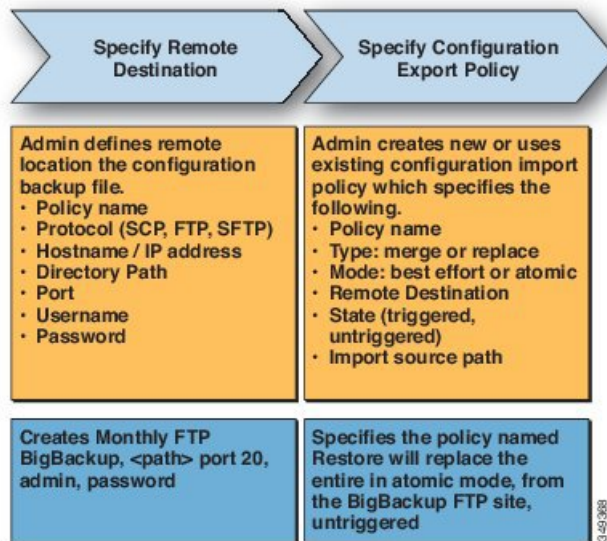 Specify Remote
Destination
Specify Configuration
Export Policy
Admin defines remote
location the configuration
backup file.
• Policy name
• Protocol (SCP, FTP, SFTP)
• Hostname / IP address
• Directory Path
• Port
• Username
• Password
Admin creates new or uses
existing configuration import
policy which specifies the
following.
• Policy name
• Type: merge or replace
• Mode: best effort or atomic
• Remote Destination
• State (triggered,
untriggered)
• Import source path
Creates Monthly FTP
BigBackup, <path> port 20,
admin, password
Specifies the policy named
Restore will replace the
entire in atomic mode, from
the BigBackup FTP site,
untriggered
349368